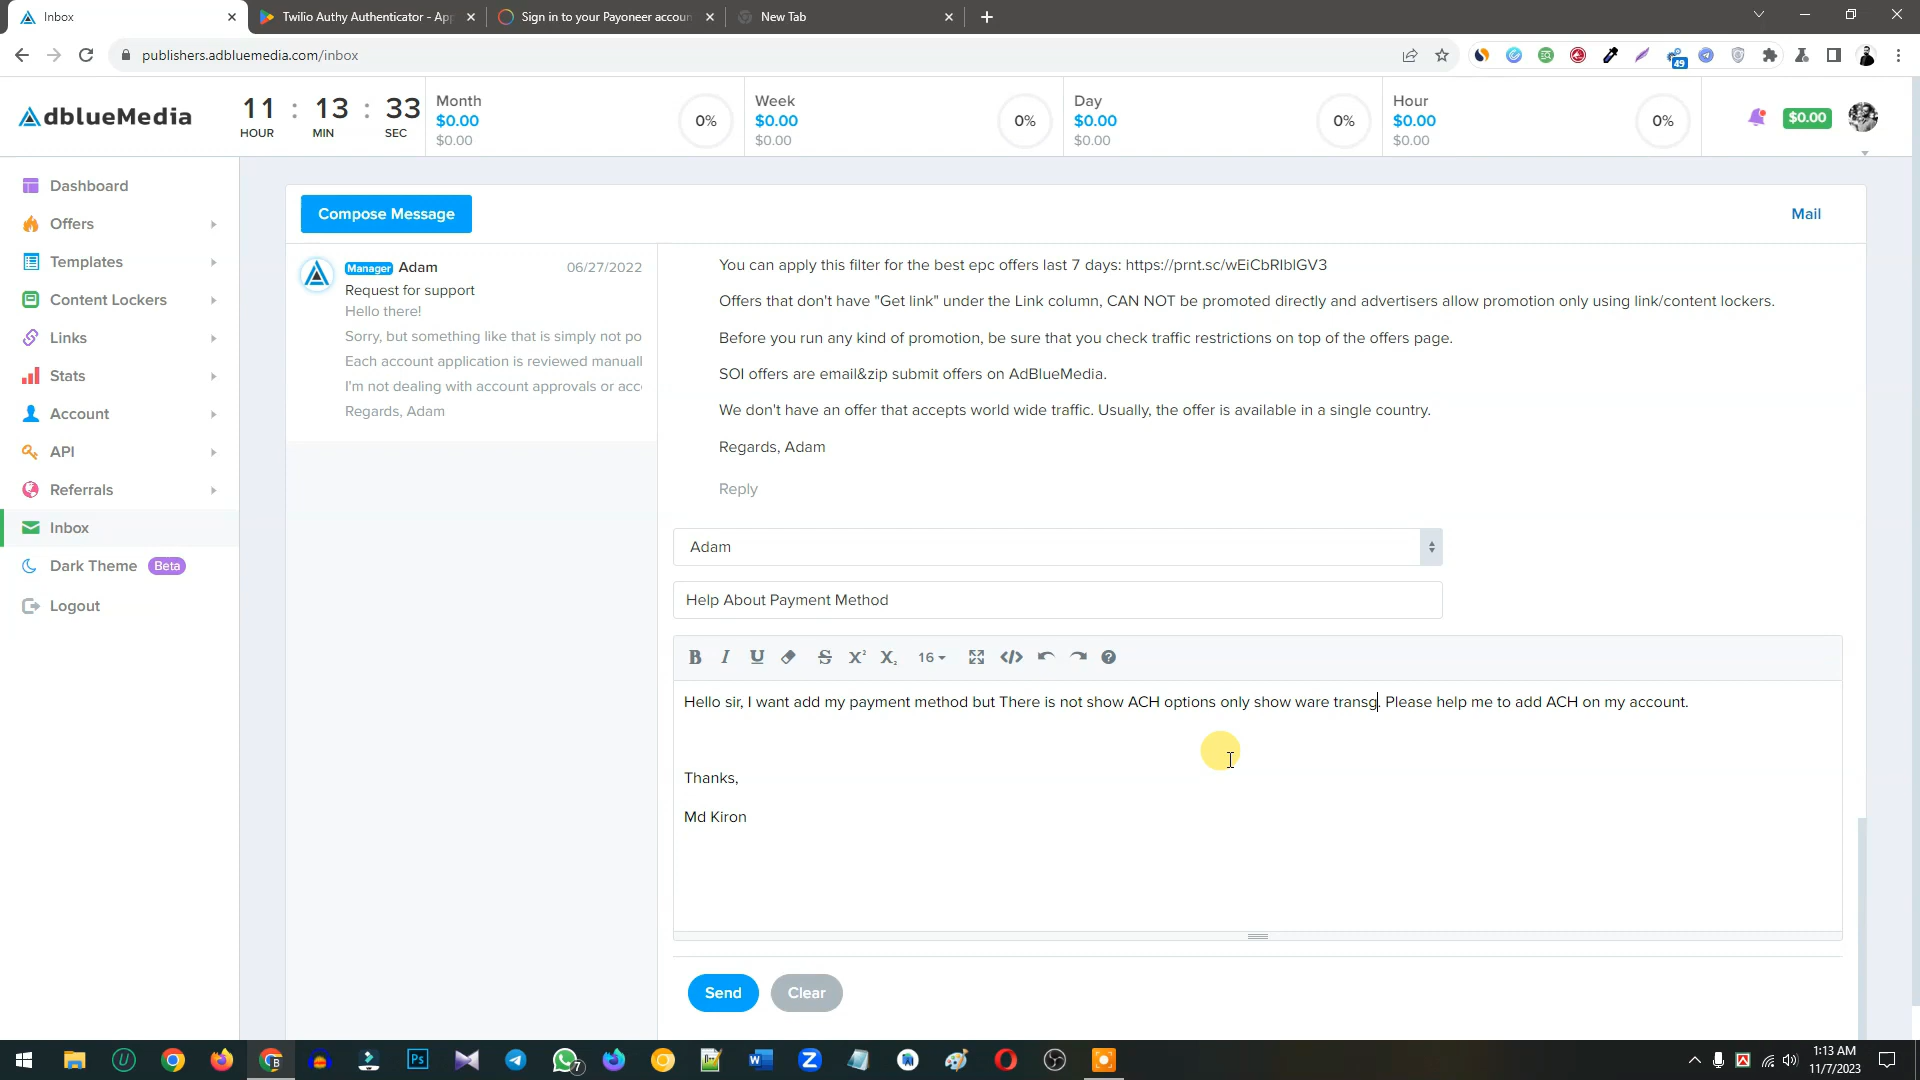 Inbox
Twilio Authy Authenticator - App
Sign in to your Payoneer accoun
New Tab
publishers.adbluemedia.com/inbox
49
AdblueMedia
11 : 13 : 33
HOUR MIN SEC
Month
$0.00
$0.00
0%
Week
$0.00
$0.00
0%
Day
$0.00
$0.00
0%
Hour
$0.00
$0.00
0%
$0.00
Dashboard
Offers
Templates
Content Lockers
Links
Stats
Account
API
Referrals
Inbox
Dark Theme Beta
Logout
Compose Message
Mail
Manager Adam 06/27/2022
Request for support
Hello there!
Sorry, but something like that is simply not po
Each account application is reviewed manuall
I'm not dealing with account approvals or acc
Regards, Adam
You can apply this filter for the best epc offers last 7 days: https://prnt.sc/wEiCbRIblGV3
Offers that don't have "Get link" under the Link column, CAN NOT be promoted directly and advertisers allow promotion only using link/content lockers.
Before you run any kind of promotion, be sure that you check traffic restrictions on top of the offers page.
SOI offers are email&zip submit offers on AdBlueMedia.
We don't have an offer that accepts world wide traffic. Usually, the offer is available in a single country.
Regards, Adam
Reply
Adam
Help About Payment Method
B I U S X² X₂ 16
Hello sir, I want add my payment method but There is not show ACH options only show ware transg. Please help me to add ACH on my account.
Thanks,
Md Kiron
Send
Clear
7
1:13 AM
11/7/2023